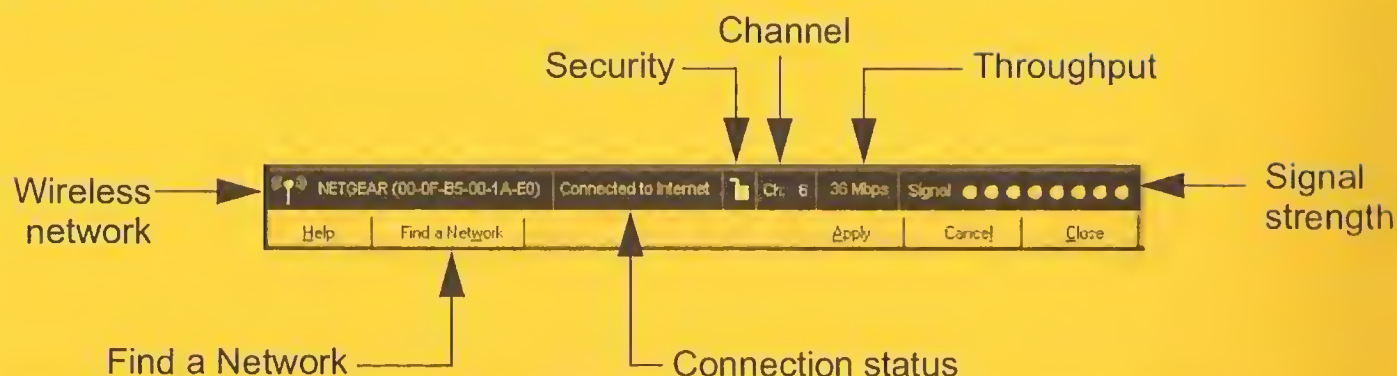 Channel
Security
Throughput
Wireless network
NETGEAR (00-0F-B5-00-1A-E0) Connected to Internet Ch: 6 36 Mbps Signal
Signal strength
Help Find a Network Apply Cancel Close
Find a Network
Connection status